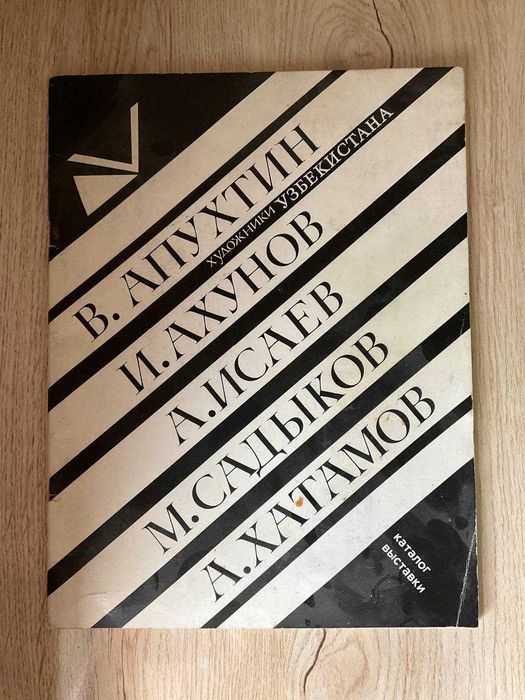 В. АПУХТИН
ХУДОЖНИКИ УЗБЕКИСТАНА
И. АХУНОВ
А. ИСАЕВ
М. САДЫКОВ
А. ХАТАМОВ
каталог
выставки